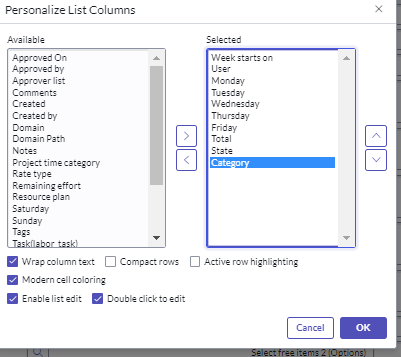 Personalize List Columns
Available
Selected
Approved On
Approved by
Approver list
Comments
Created
Created by
Domain
Domain Path
Notes
Project time category
Rate type
Remaining effort
Resource plan
Saturday
Sunday
Tags
Task(labor_task)
Week starts on
User
Monday
Tuesday
Wednesday
Thursday
Friday
Total
State
Category
Wrap column text
Compact rows
Active row highlighting
Modern cell coloring
Enable list edit
Double click to edit
Cancel
OK
Select free items 2 (Options)